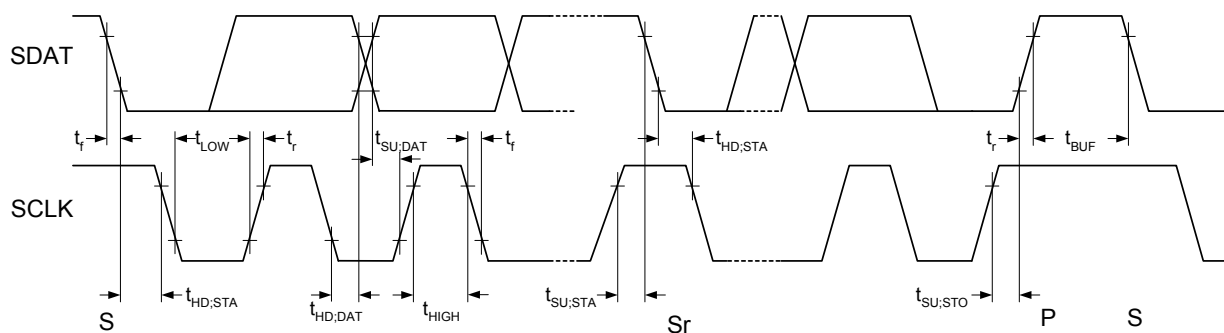 SDAT
t_f t_LOW t_r t_SU;DAT t_f t_HD;STA t_r t_BUF
SCLK
t_HD;STA t_HD;DAT t_HIGH t_SU;STA t_SU;STO
S Sr P S